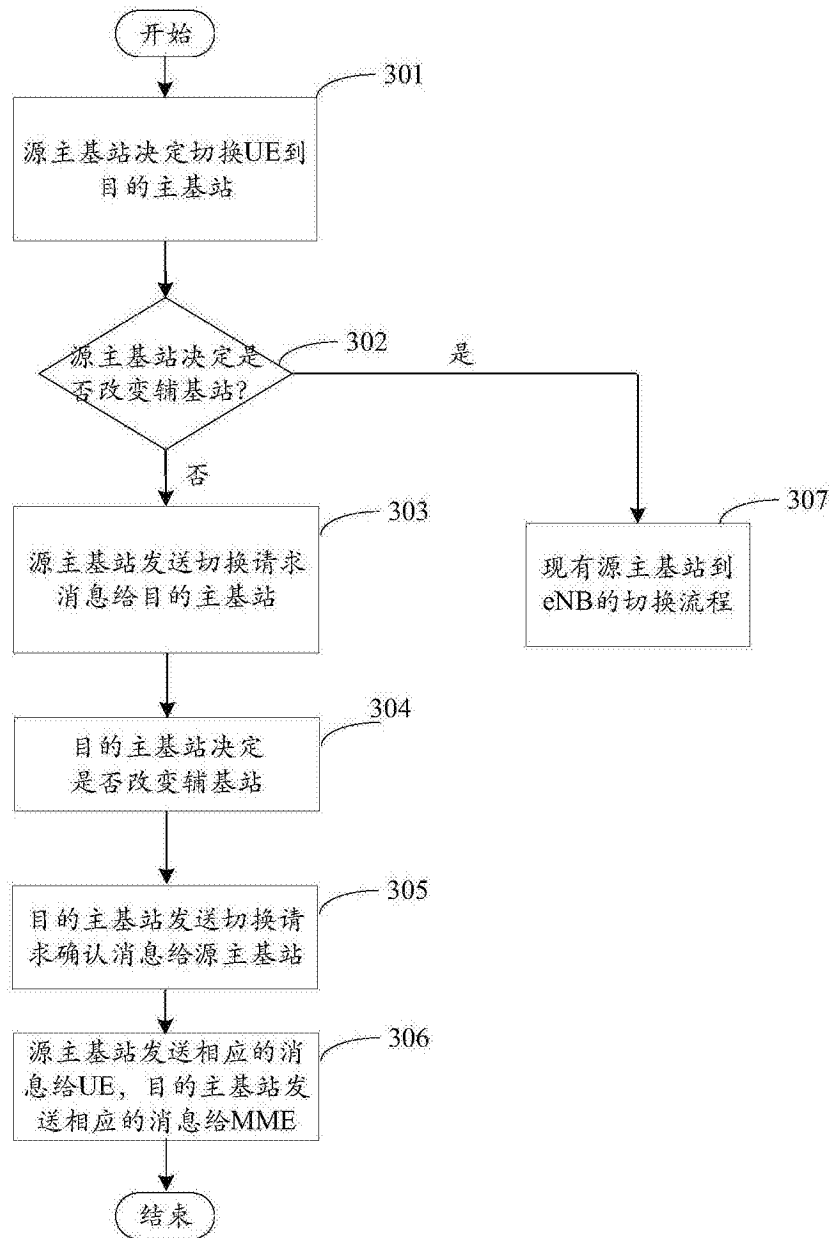 开始
301
源主基站决定切换UE到
目的主基站
源主基站决定是
否改变辅基站?
302
是
否
303
源主基站发送切换请求
消息给目的主基站
307
现有源主基站到
eNB的切换流程
304
目的主基站决定
是否改变辅基站
305
目的主基站发送切换请
求确认消息给源主基站
306
源主基站发送相应的消
息给UE，目的主基站发
送相应的消息给MME
结束